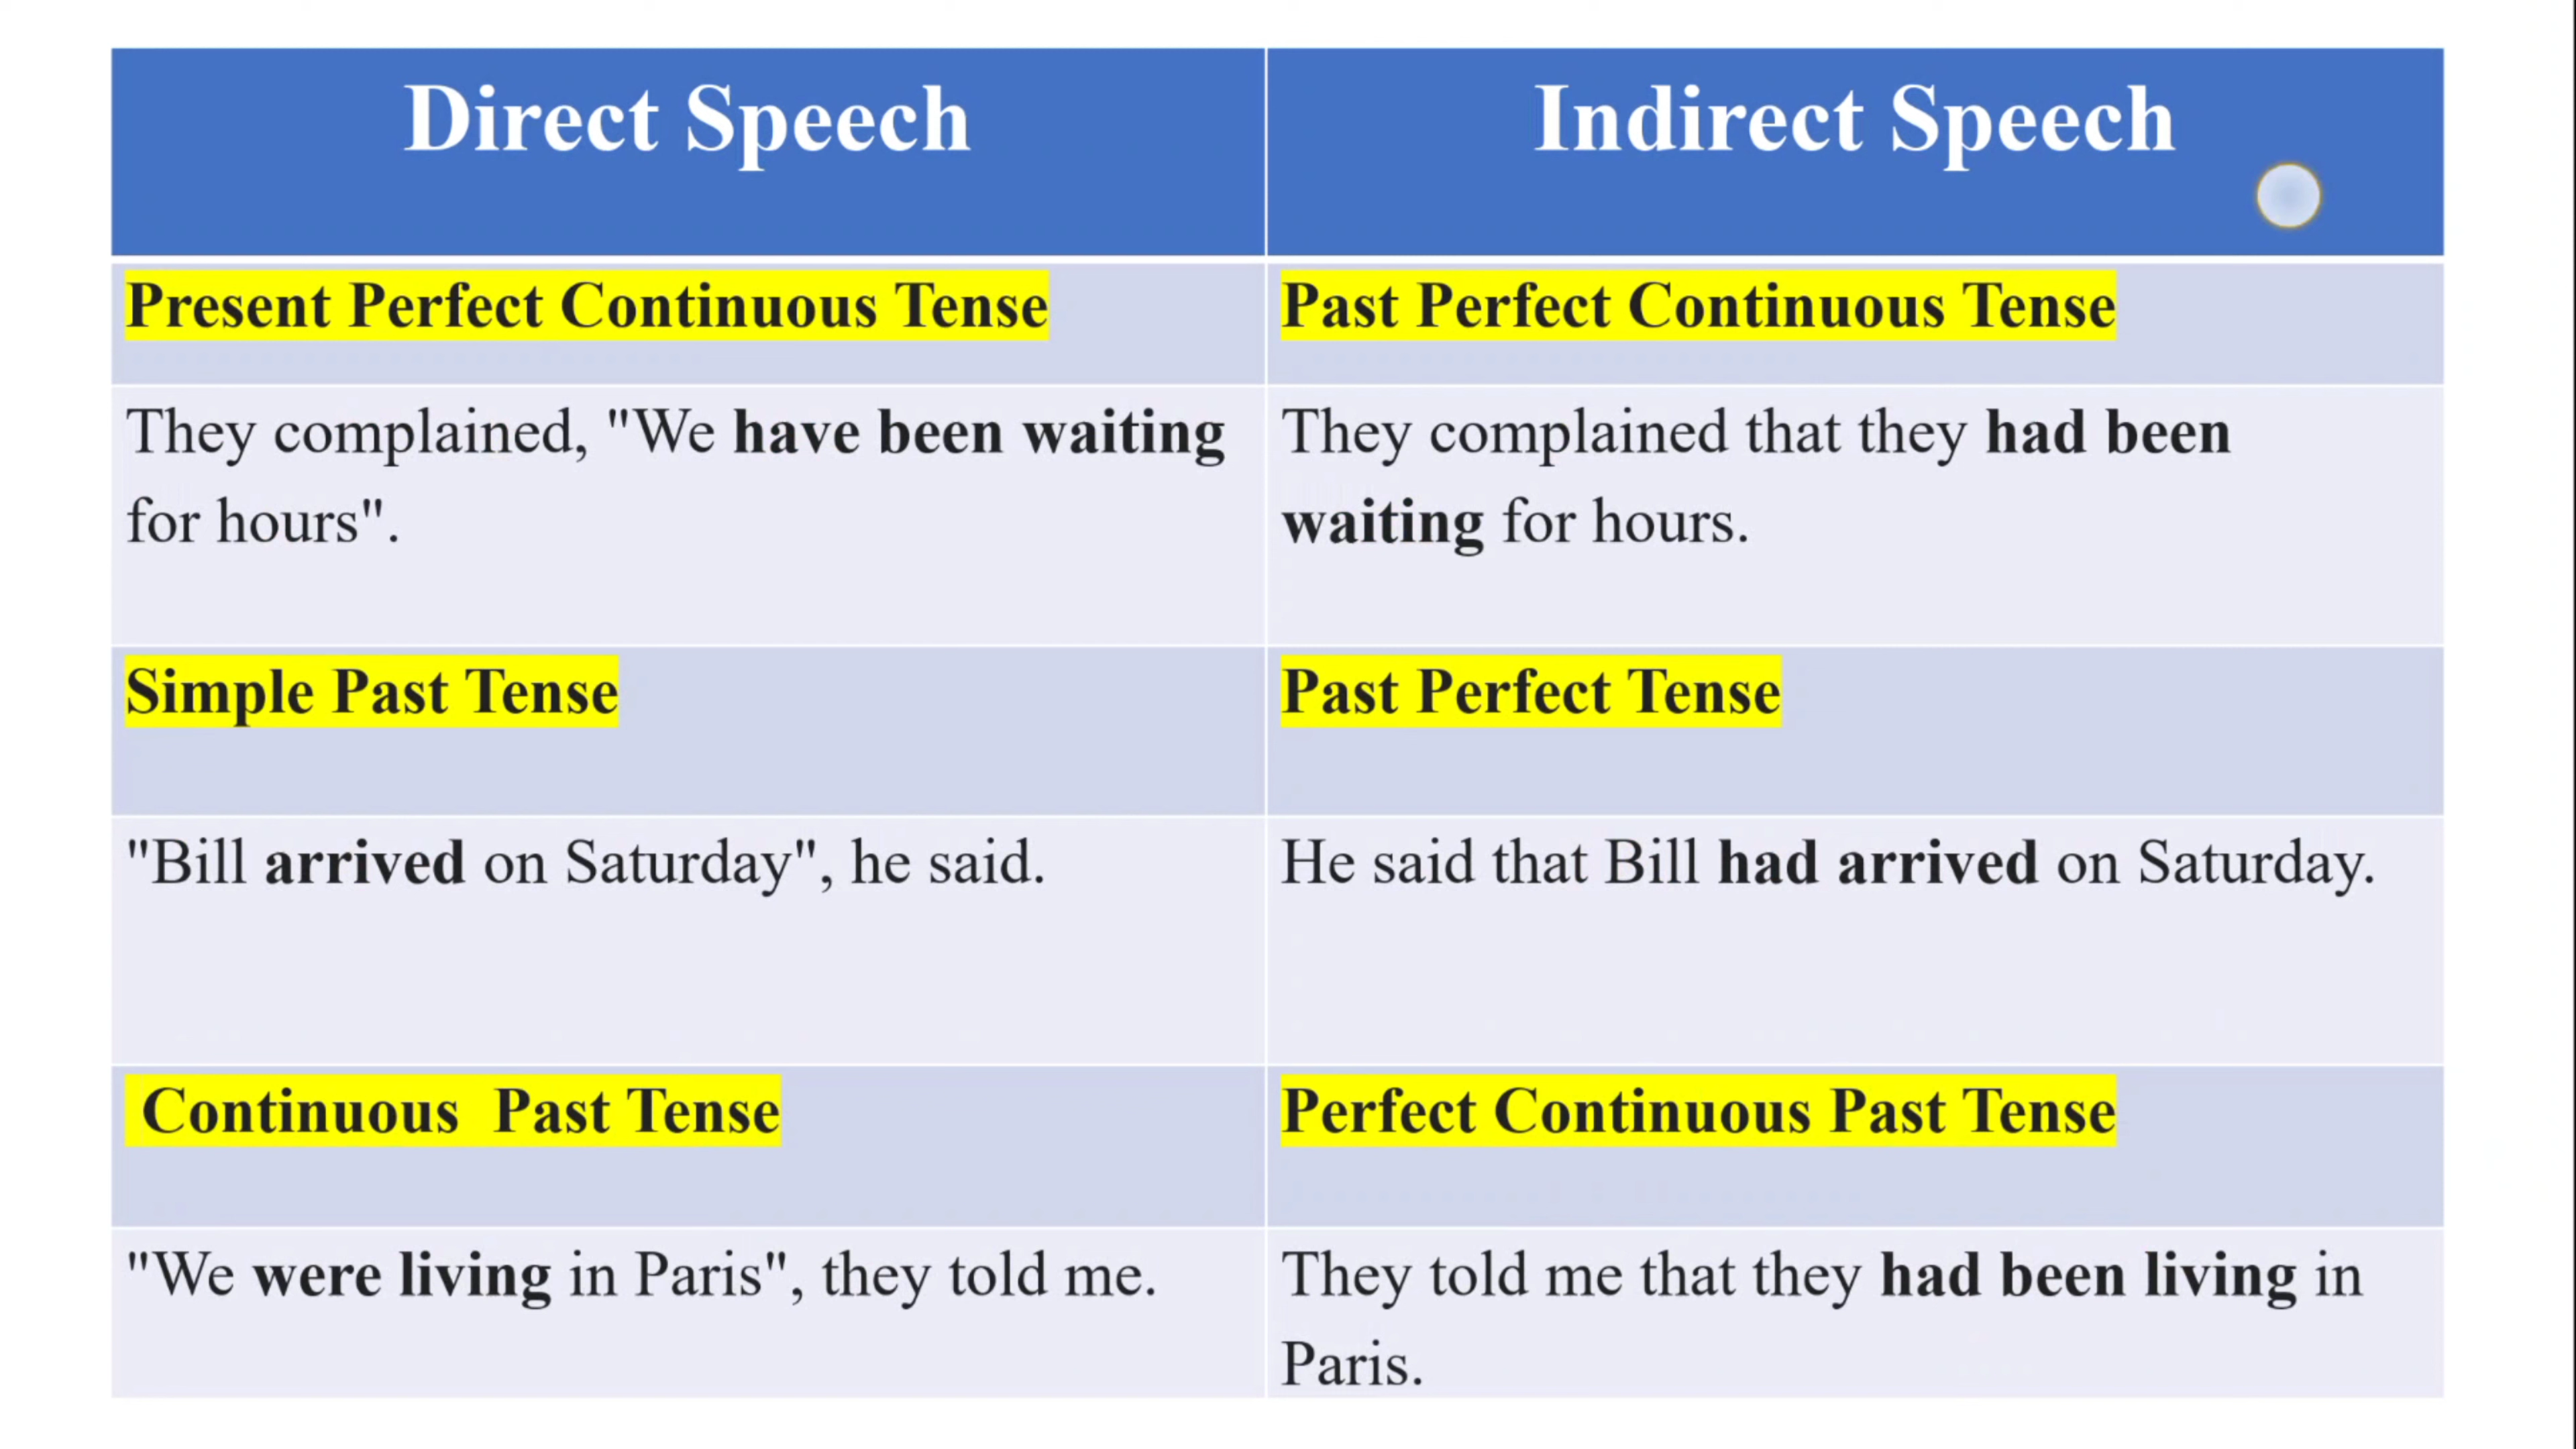 Direct Speech
Indirect Speech
Present Perfect Continuous Tense
Past Perfect Continuous Tense
They complained, "We have been waiting
for hours".
They complained that they had been
waiting for hours.
Simple Past Tense
Past Perfect Tense
"Bill arrived on Saturday", he said.
He said that Bill had arrived on Saturday.
Continuous  Past Tense
Perfect Continuous Past Tense
"We were living in Paris", they told me.
They told me that they had been living in
Paris.